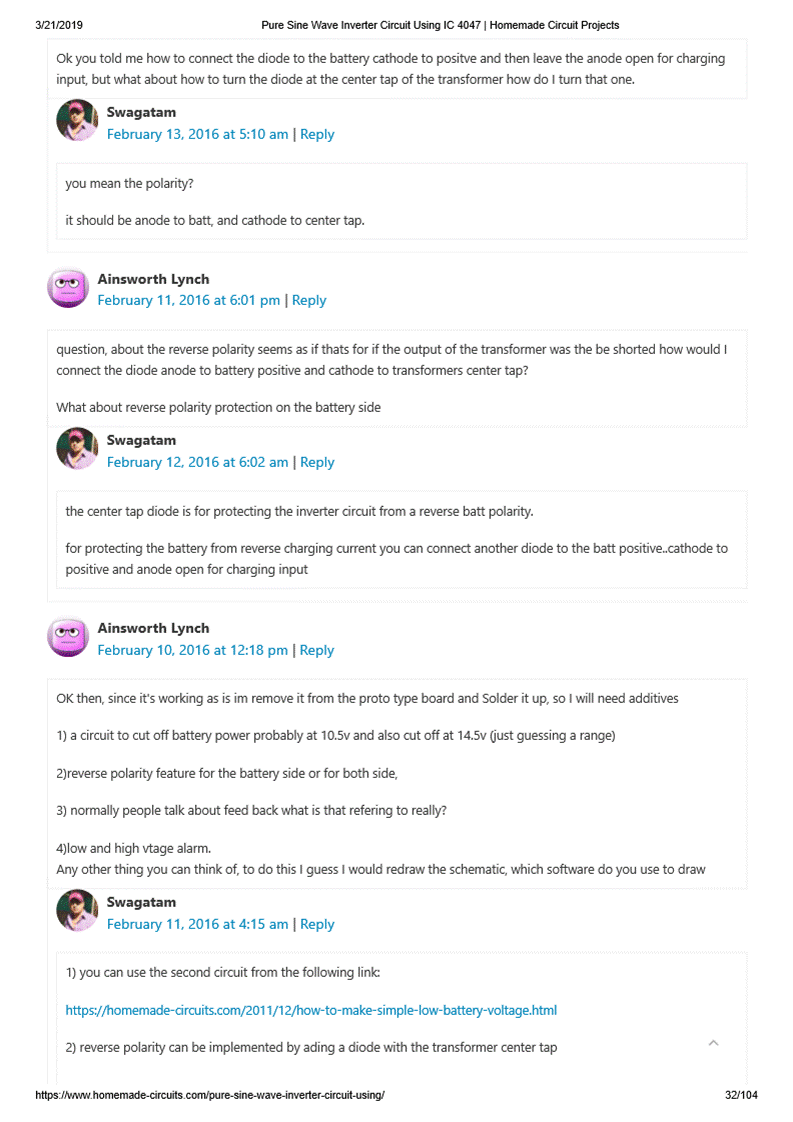 3/21/2019
Pure Sine Wave Inverter Circuit Using IC 4047 | Homemade Circuit Projects
Ok you told me how to connect the diode to the battery cathode to positve and then leave the anode open for charging
input, but what about how to turn the diode at the center tap of the transformer how do I turn that one.
Swagatam
February 13, 2016 at 5:10 am | Reply
you mean the polarity?
it should be anode to batt, and cathode to center tap.
Ainsworth Lynch
February 11, 2016 at 6:01 pm | Reply
question, about the reverse polarity seems as if thats for if the output of the transformer was the be shorted how would I
connect the diode anode to battery positive and cathode to transformers center tap?
What about reverse polarity protection on the battery side
Swagatam
February 12, 2016 at 6:02 am | Reply
the center tap diode is for protecting the inverter circuit from a reverse batt polarity.
for protecting the battery from reverse charging current you can connect another diode to the batt positive..cathode to
positive and anode open for charging input
Ainsworth Lynch
February 10, 2016 at 12:18 pm | Reply
OK then, since it's working as is im remove it from the proto type board and Solder it up, so I will need additives
1) a circuit to cut off battery power probably at 10.5v and also cut off at 14.5v (just guessing a range)
2)reverse polarity feature for the battery side or for both side,
3) normally people talk about feed back what is that refering to really?
4)low and high vtage alarm.
Any other thing you can think of, to do this I guess I would redraw the schematic, which software do you use to draw
Swagatam
February 11, 2016 at 4:15 am | Reply
1) you can use the second circuit from the following link:
https://homemade-circuits.com/2011/12/how-to-make-simple-low-battery-voltage.html
2) reverse polarity can be implemented by ading a diode with the transformer center tap
https://www.homemade-circuits.com/pure-sine-wave-inverter-circuit-using/
32/104